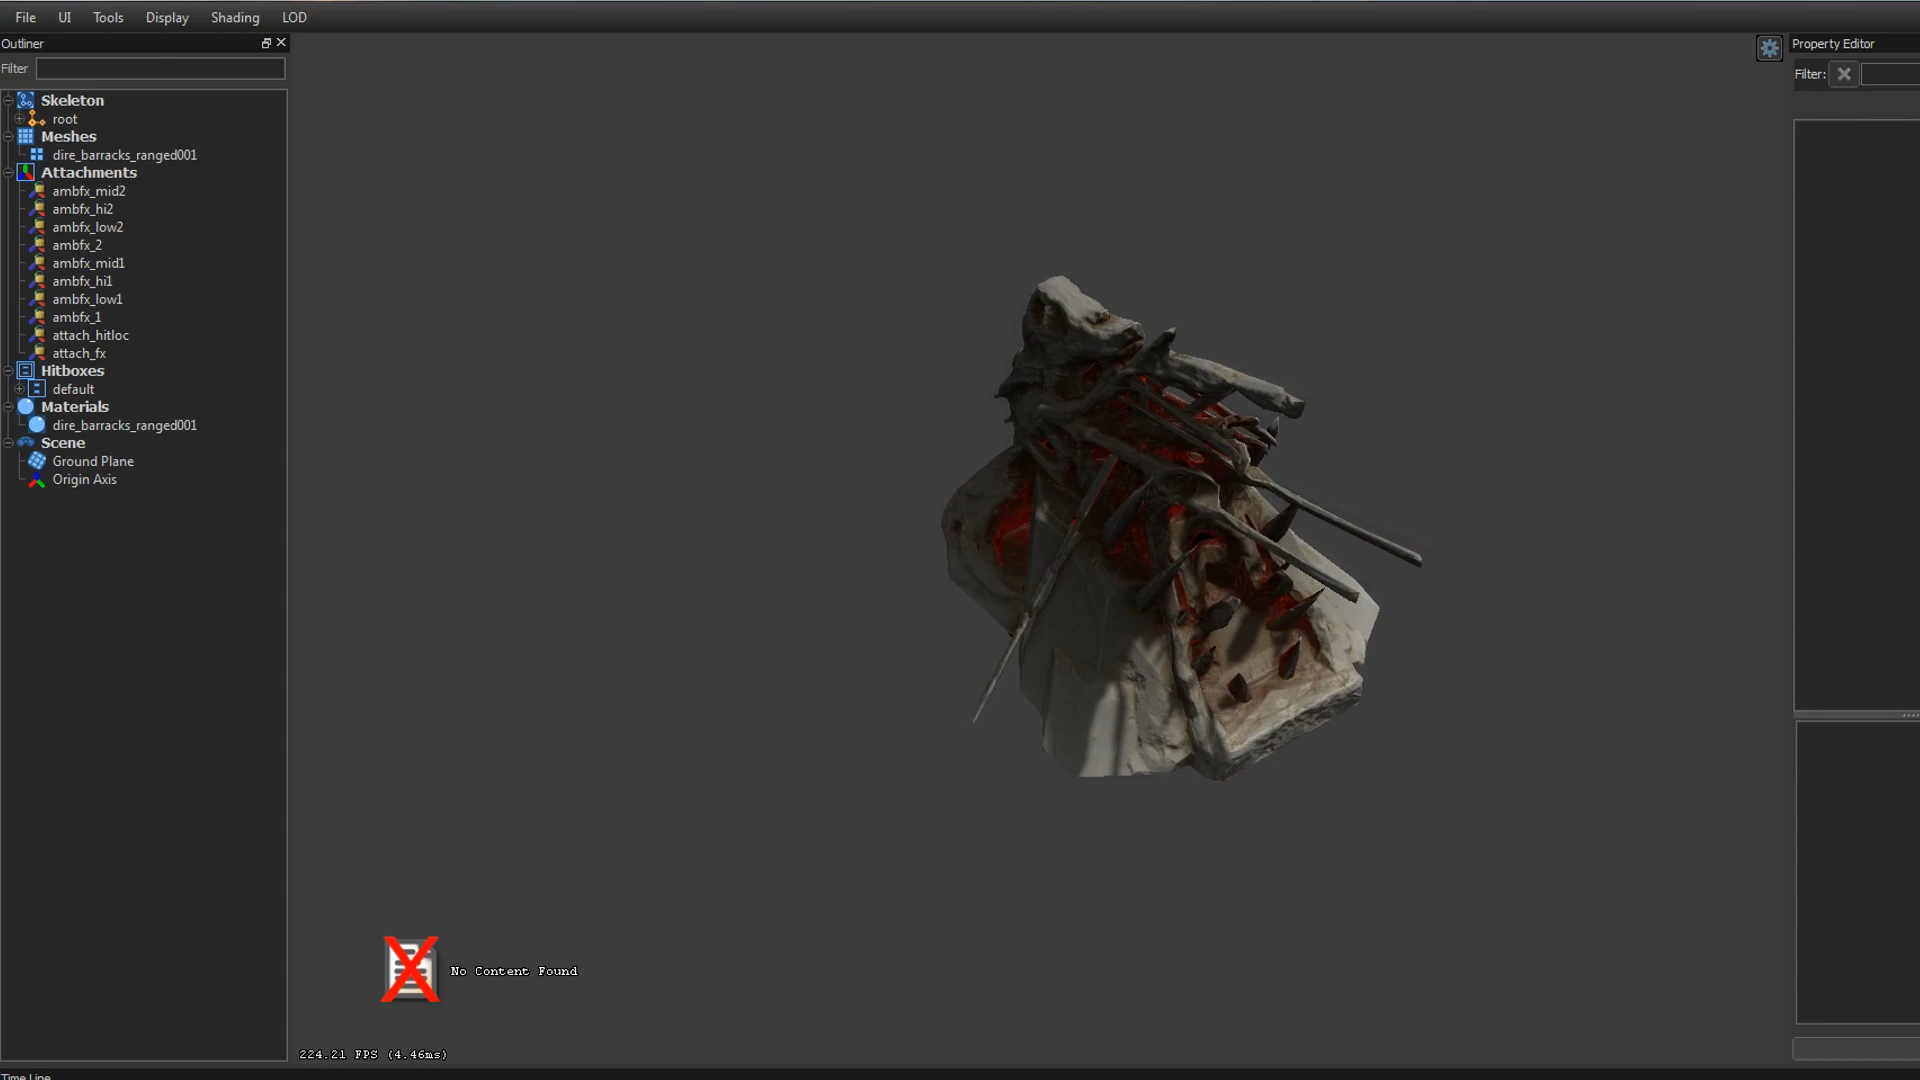 File UI Tools Display Shading LOD
Outliner
Filter
Skeleton
root
Meshes
dire_barracks_ranged001
Attachments
ambfx_mid2
ambfx_hi2
ambfx_low2
ambfx_2
ambfx_mid1
ambfx_hi1
ambfx_low1
ambfx_1
attach_hitloc
attach_fx
Hitboxes
default
Materials
dire_barracks_ranged001
Scene
Ground Plane
Origin Axis
No Content Found
224.21 FPS (4.46ms)
Property Editor
Filter:
Time Line